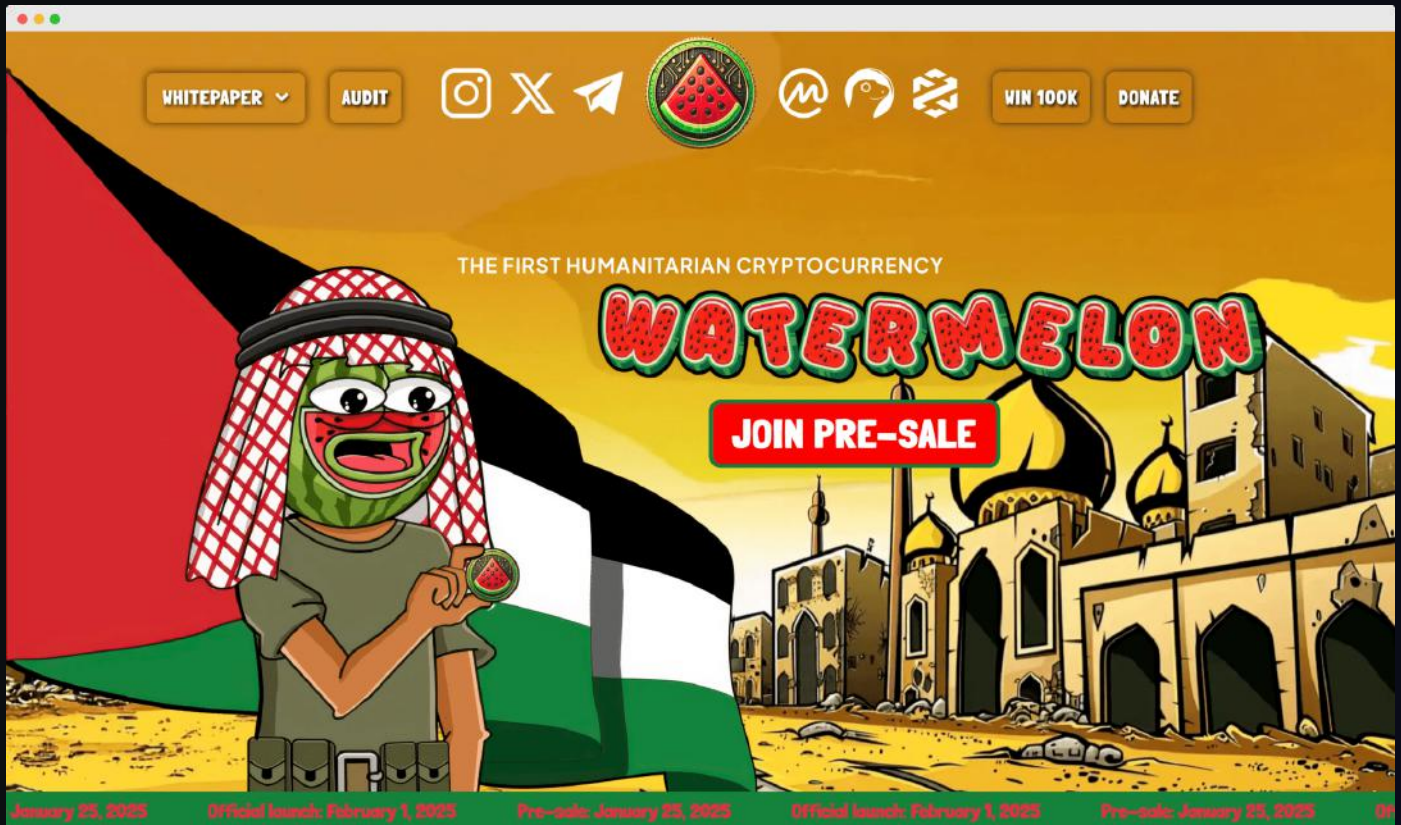 WHITEPAPER
AUDIT
WIN 100K
DONATE
THE FIRST HUMANITARIAN CRYPTOCURRENCY
WATERMELON
JOIN PRE-SALE
January 25, 2025 Official launch: February 1, 2025 Pre-sale: January 25, 2025 Official launch: February 1, 2025 Pre-sale: January 25, 2025 Of